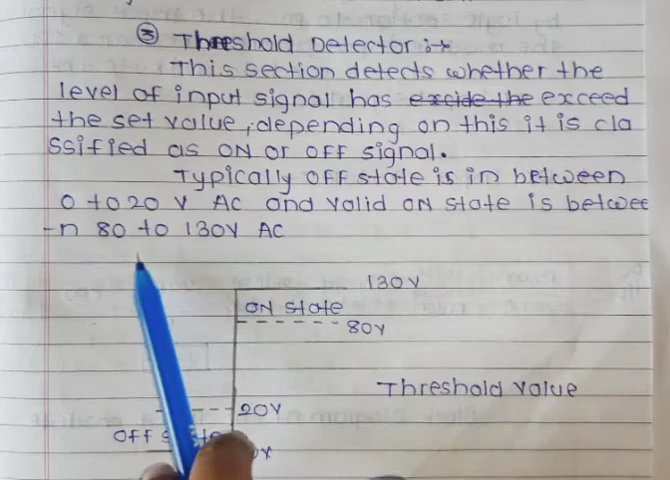 ③ Threshold Detector :→
This section detects whether the
level of input signal has excide the exceed
the set value, depending on this it is cla
ssified as ON or OFF signal.
Typically OFF state is in between
0 to 20 V AC and valid ON state is betwee
-n 80 to 130V AC
130V
ON state
80V
Threshold value
20V
OFF